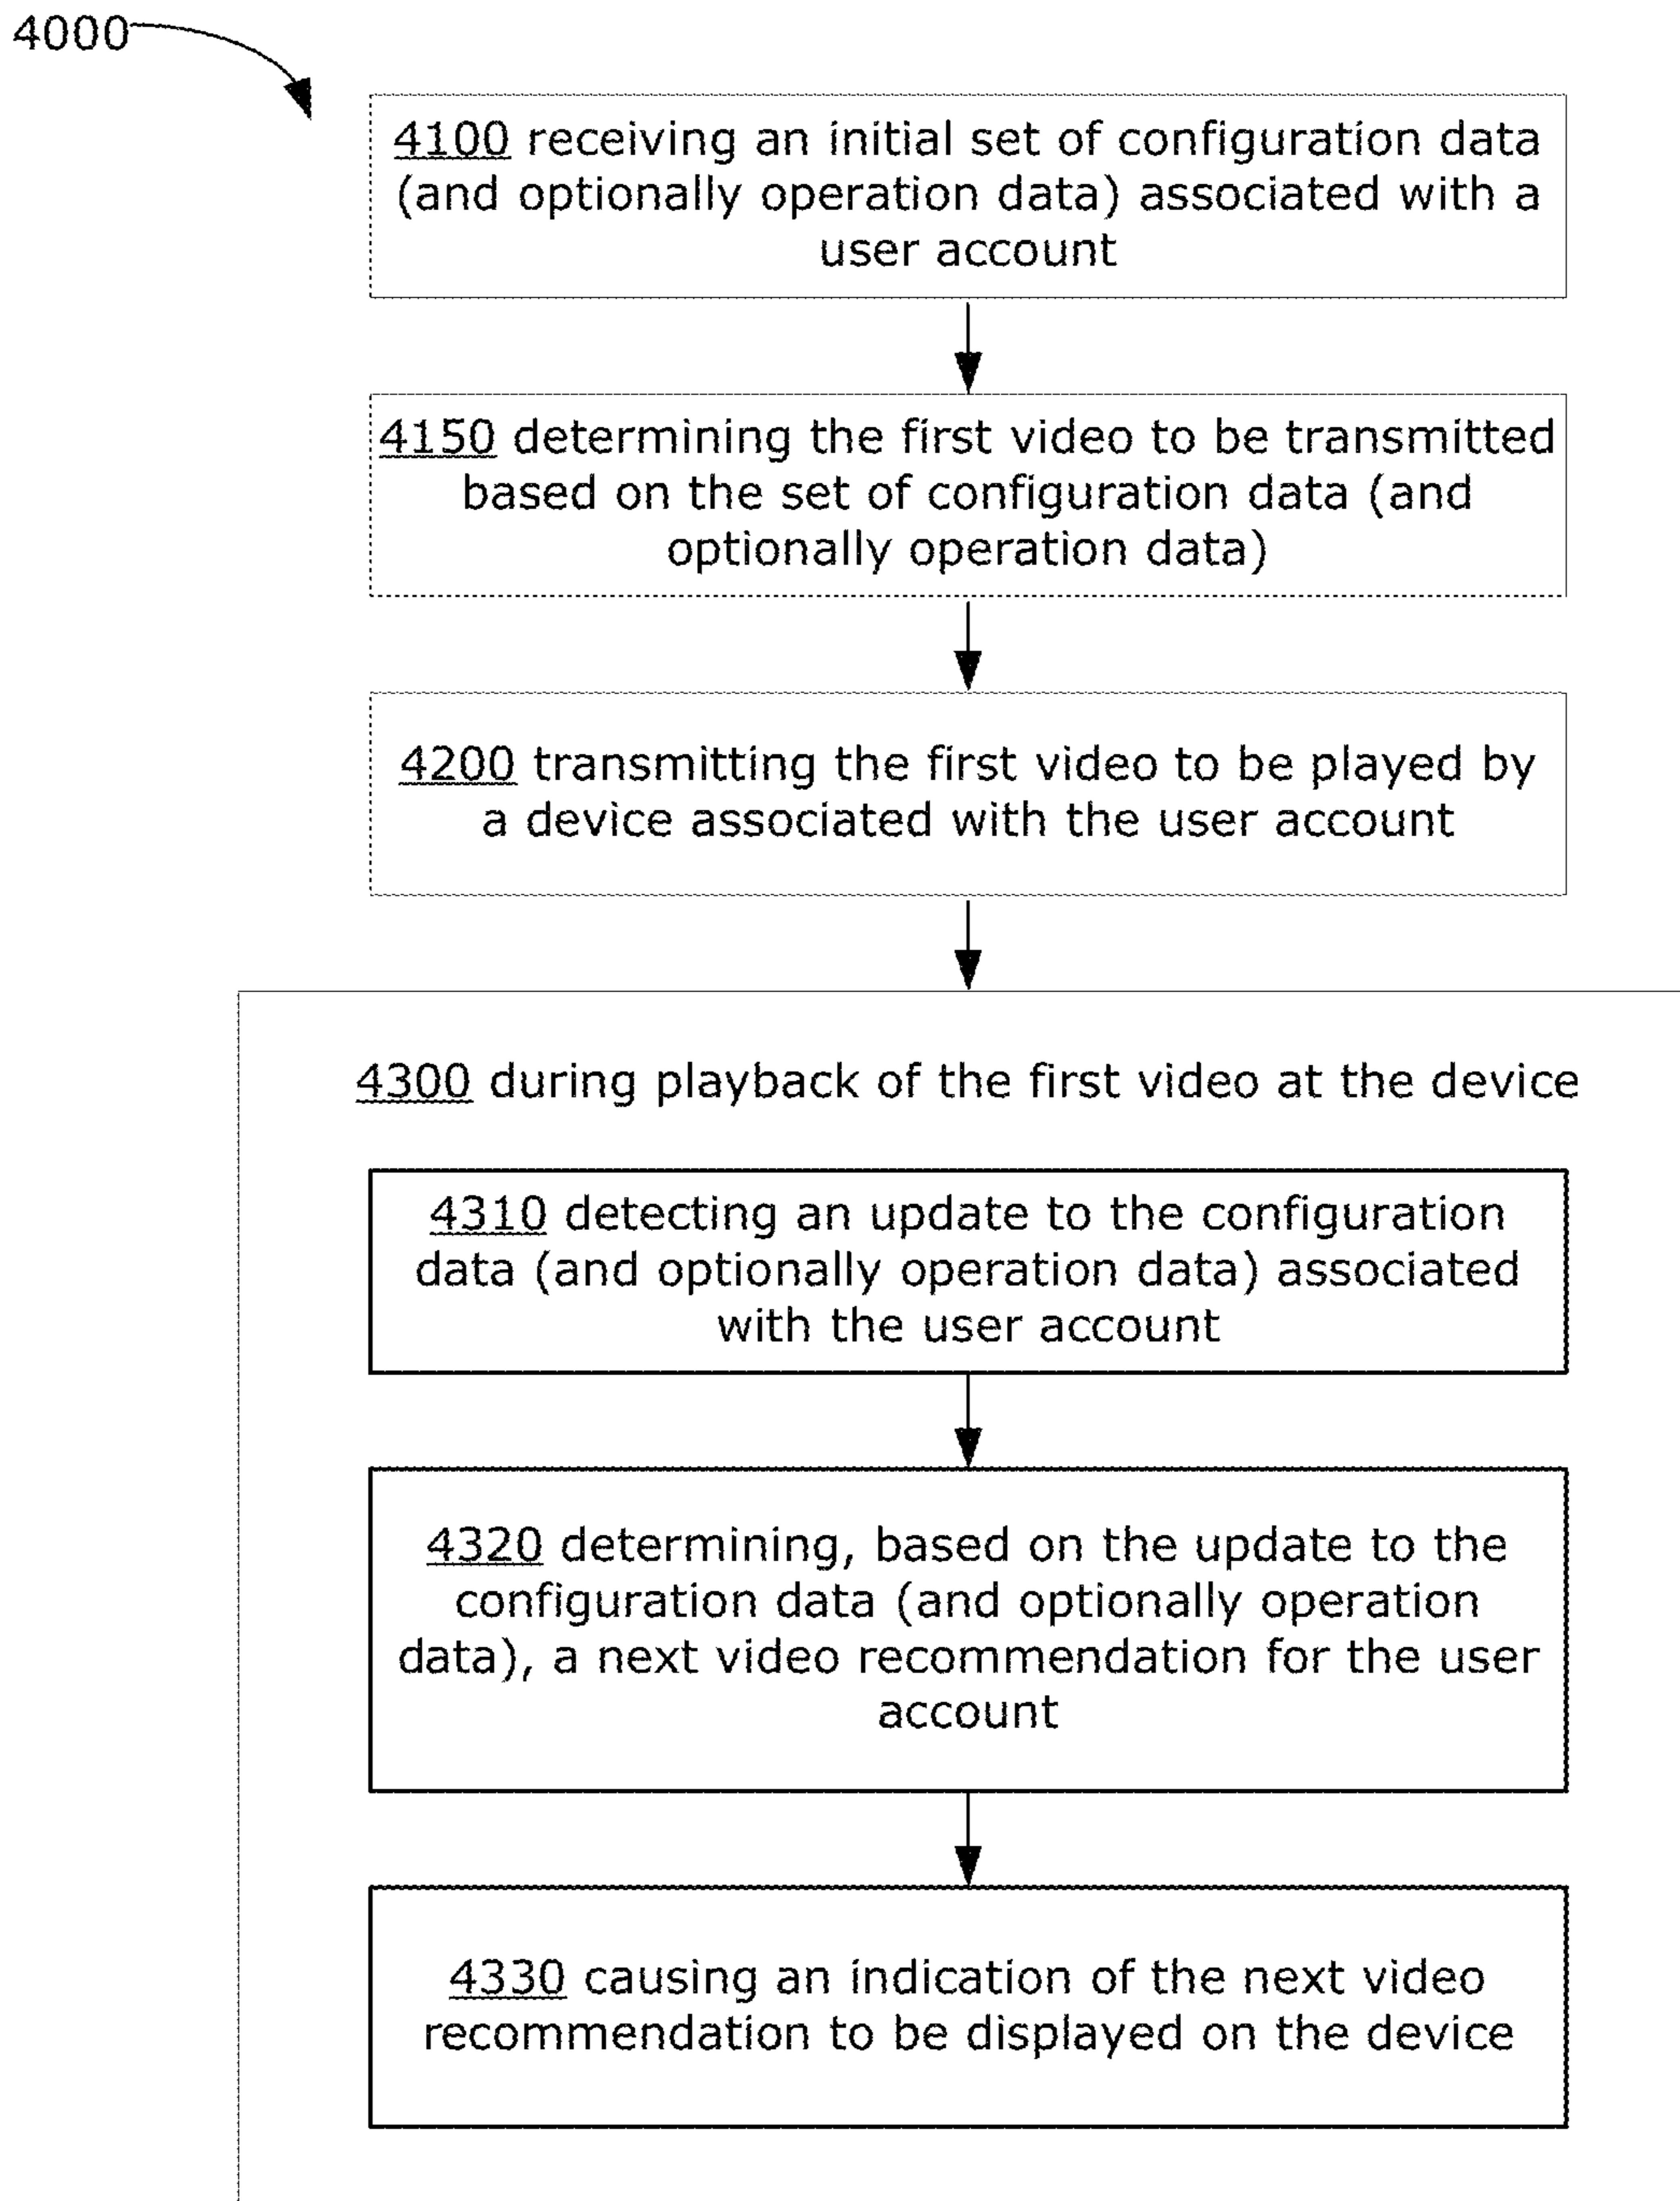 4000
4100 receiving an initial set of configuration data
(and optionally operation data) associated with a
user account
4150 determining the first video to be transmitted
based on the set of configuration data (and
optionally operation data)
4200 transmitting the first video to be played by
a device associated with the user account
4300 during playback of the first video at the device
4310 detecting an update to the configuration
data (and optionally operation data) associated
with the user account
4320 determining, based on the update to the
configuration data (and optionally operation
data), a next video recommendation for the user
account
4330 causing an indication of the next video
recommendation to be displayed on the device